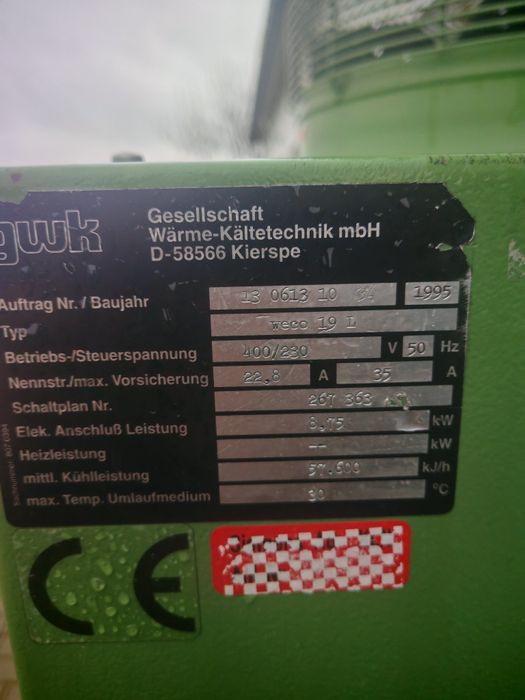 gwk
Gesellschaft
Wärme-Kältetechnik mbH
D-58566 Kierspe
Auftrag Nr. / Baujahr 13 0613 10 94 1995
Typ weco 19 L
Betriebs-/Steuerspannung 400/230 V 50 Hz
Nennstr./max. Vorsicherung 22,8 A 35 A
Schaltplan Nr. 267 363
Elek. Anschluß Leistung 8,75 kW
Heizleistung -- kW
mittl. Kühlleistung 57.600 kJ/h
max. Temp. Umlaufmedium 30 °C
CE